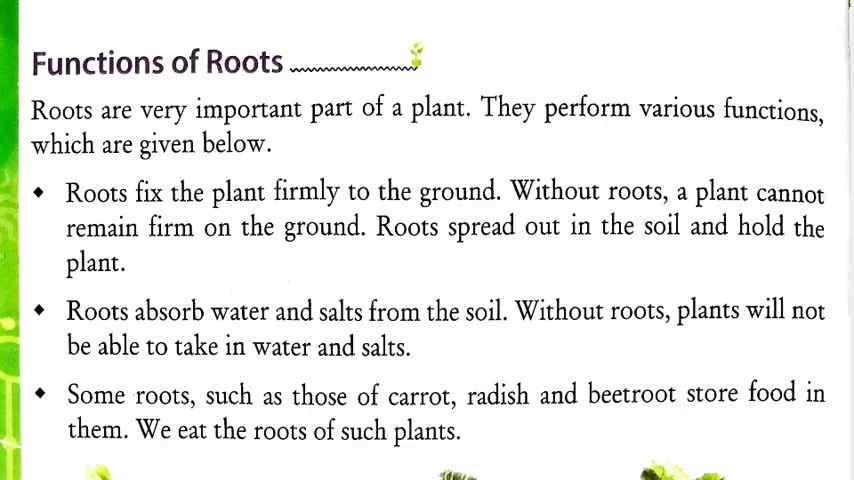 Functions of Roots
Roots are very important part of a plant. They perform various functions,
which are given below.
◆ Roots fix the plant firmly to the ground. Without roots, a plant cannot
remain firm on the ground. Roots spread out in the soil and hold the
plant.
◆ Roots absorb water and salts from the soil. Without roots, plants will not
be able to take in water and salts.
◆ Some roots, such as those of carrot, radish and beetroot store food in
them. We eat the roots of such plants.